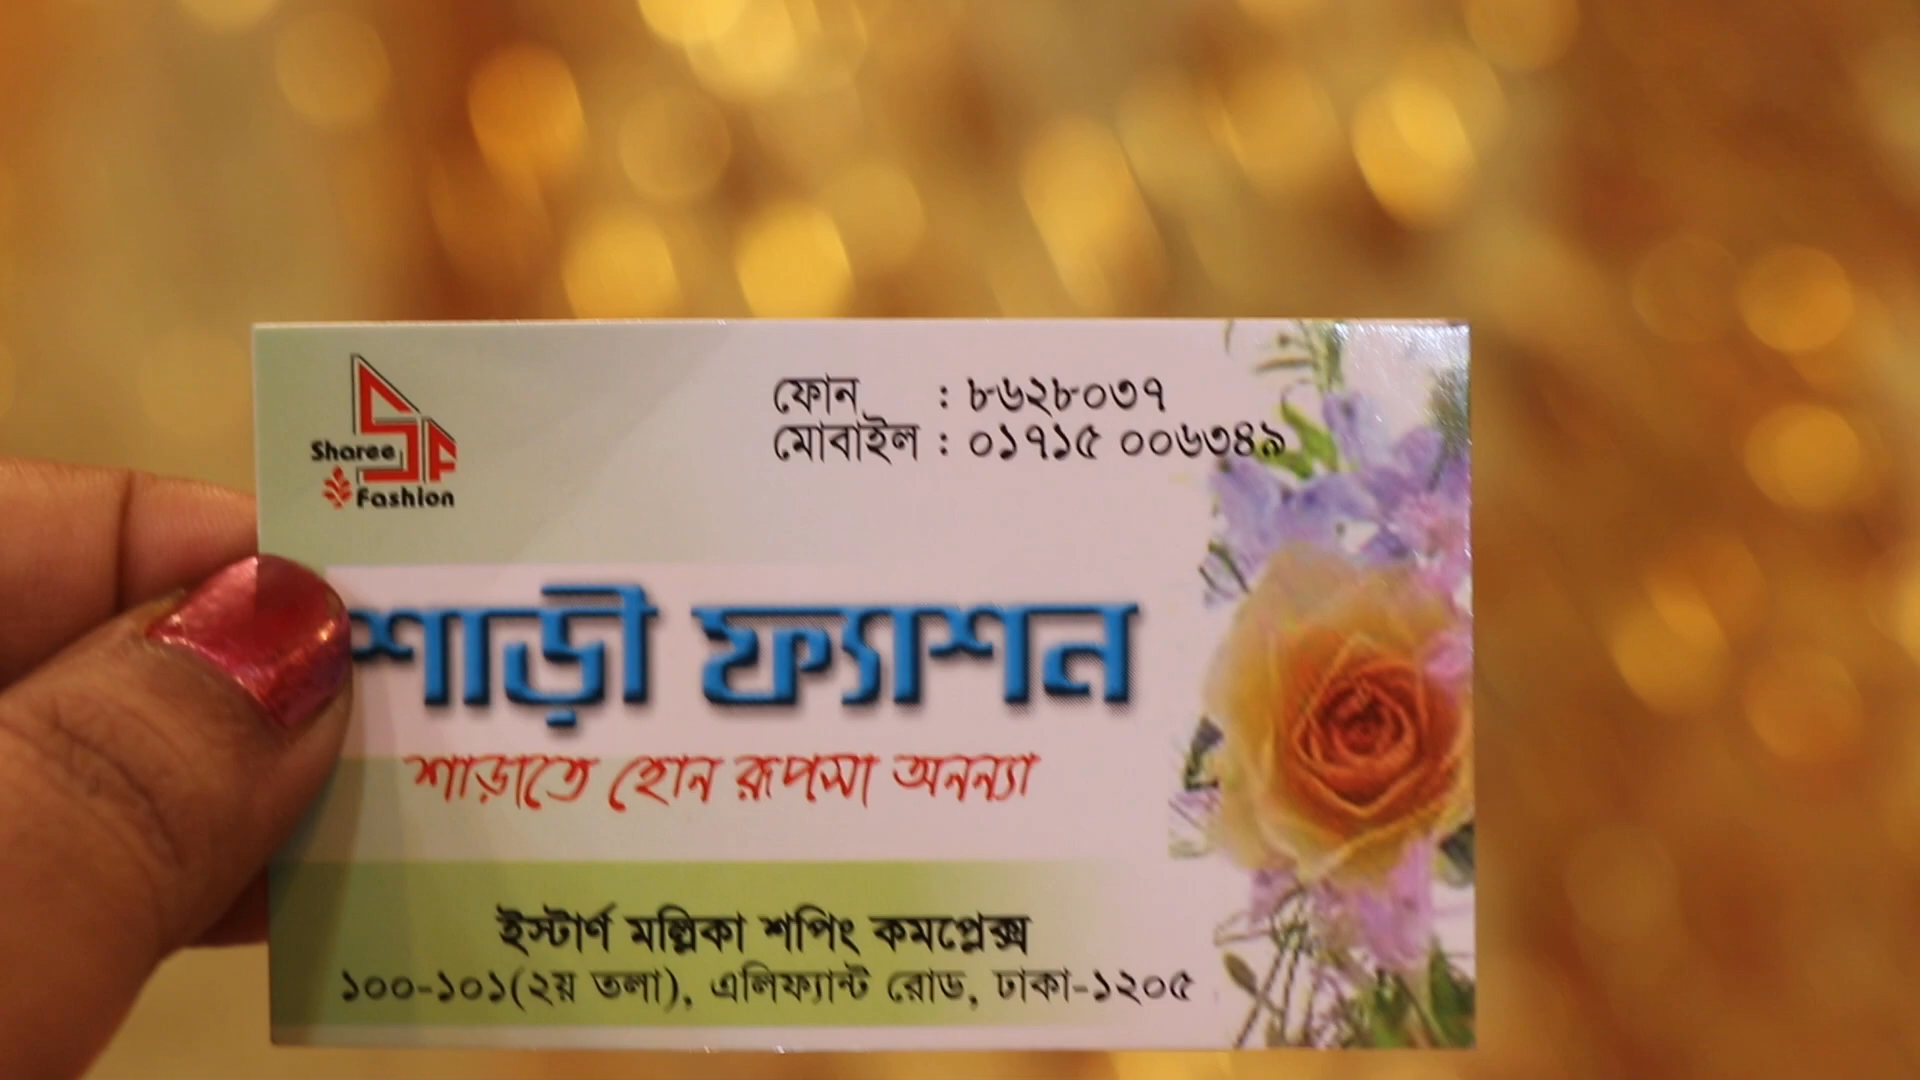 Sharee SF
Fashion
ফোন : ৮৬২৮০৩৭
মোবাইল : ০১৭১৫ ০০৬৩৪৯
শাড়ী ফ্যাশন
শাড়ীতে হোন রূপসী অনন্যা
ইস্টার্ণ মল্লিকা শপিং কমপ্লেক্স
১০০-১০১(২য় তলা), এলিফ্যান্ট রোড, ঢাকা-১২০৫